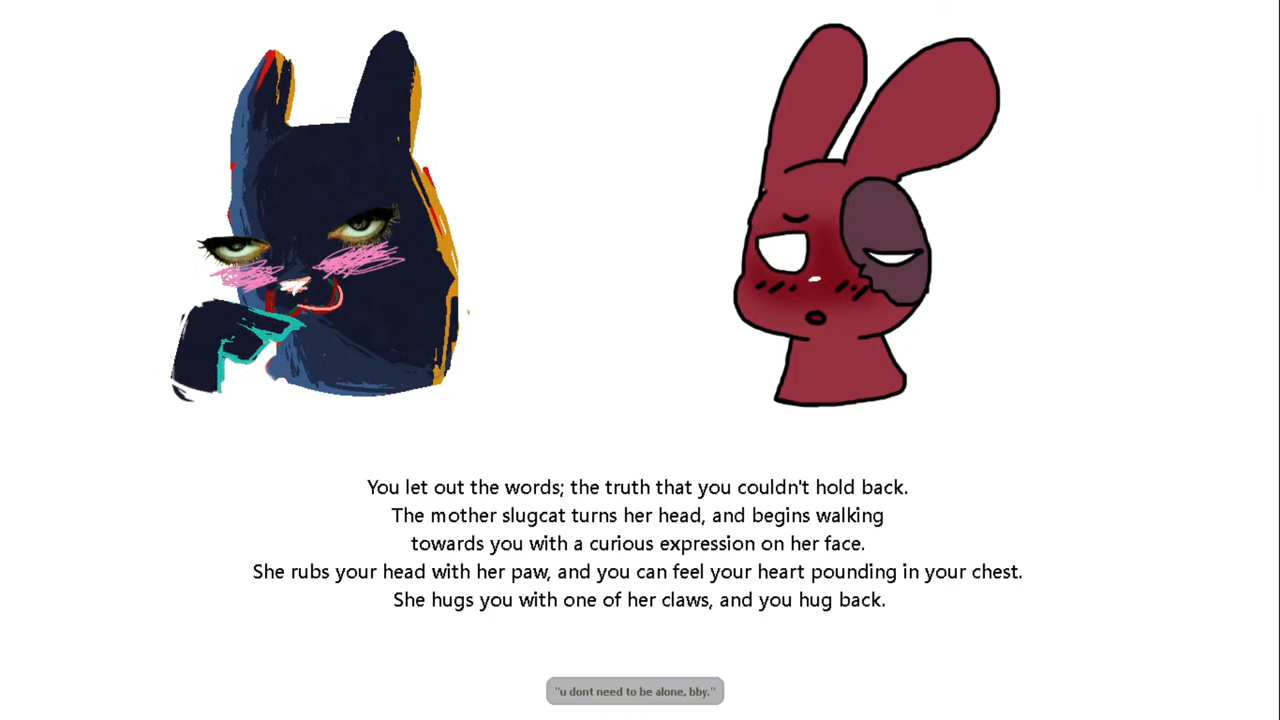 You let out the words; the truth that you couldn't hold back.
The mother slugcat turns her head, and begins walking
towards you with a curious expression on her face.
She rubs your head with her paw, and you can feel your heart pounding in your chest.
She hugs you with one of her claws, and you hug back.
"u dont need to be alone, bby."